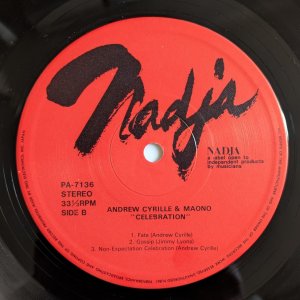 Nadja
NADJA
a label open to
independent products
by musicians
PA-7136
STEREO
33⅓RPM
SIDE B
ANDREW CYRILLE & MAONO
"CELEBRATION"
1. Fate (Andrew Cyrille)
2. Gossip (Jimmy Lyons)
3. Non-Expectation Celebration (Andrew Cyrille)